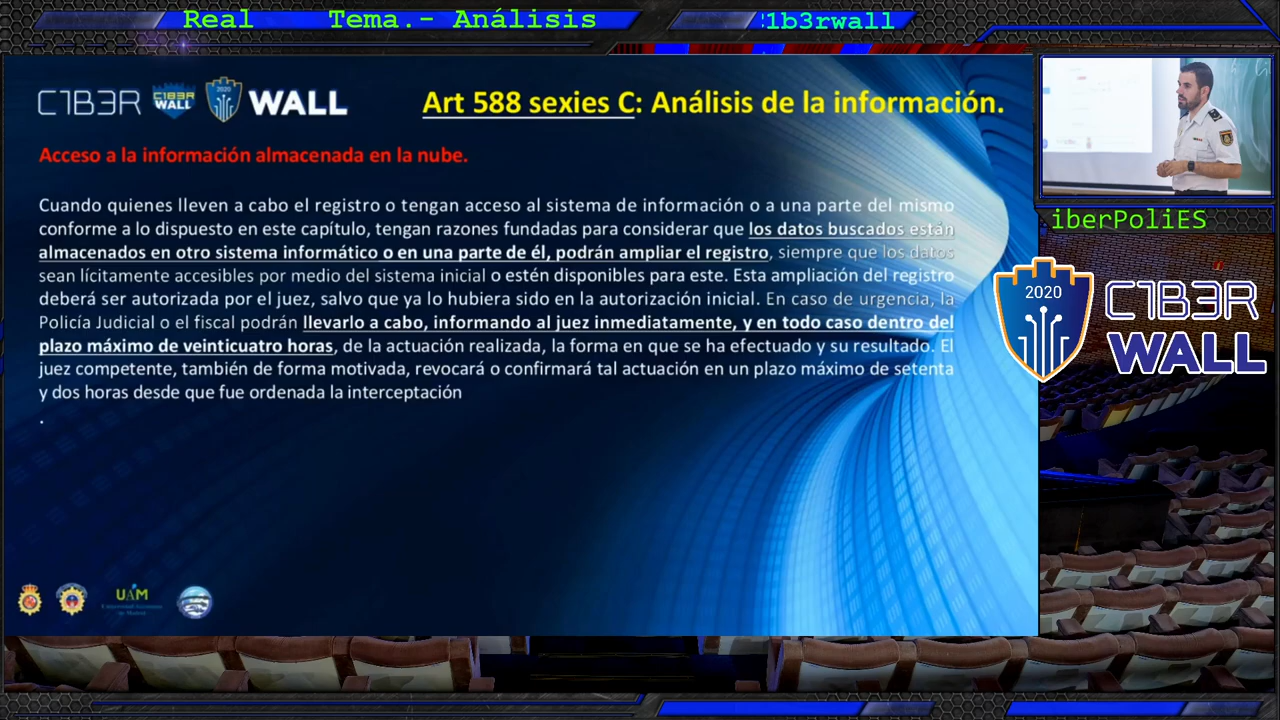 Real Tema.- Análisis
C1b3rwall
C1B3R C1B3R WALL 2020 WALL
Art 588 sexies C: Análisis de la información.
Acceso a la información almacenada en la nube.
Cuando quienes lleven a cabo el registro o tengan acceso al sistema de información o a una parte del mismo
conforme a lo dispuesto en este capítulo, tengan razones fundadas para considerar que los datos buscados están
almacenados en otro sistema informático o en una parte de él, podrán ampliar el registro, siempre que los datos
sean lícitamente accesibles por medio del sistema inicial o estén disponibles para este. Esta ampliación del registro
deberá ser autorizada por el juez, salvo que ya lo hubiera sido en la autorización inicial. En caso de urgencia, la
Policía Judicial o el fiscal podrán llevarlo a cabo, informando al juez inmediatamente, y en todo caso dentro del
plazo máximo de veinticuatro horas, de la actuación realizada, la forma en que se ha efectuado y su resultado. El
juez competente, también de forma motivada, revocará o confirmará tal actuación en un plazo máximo de setenta
y dos horas desde que fue ordenada la interceptación
.
UAM
iberPoliES
2020 C1B3R
WALL